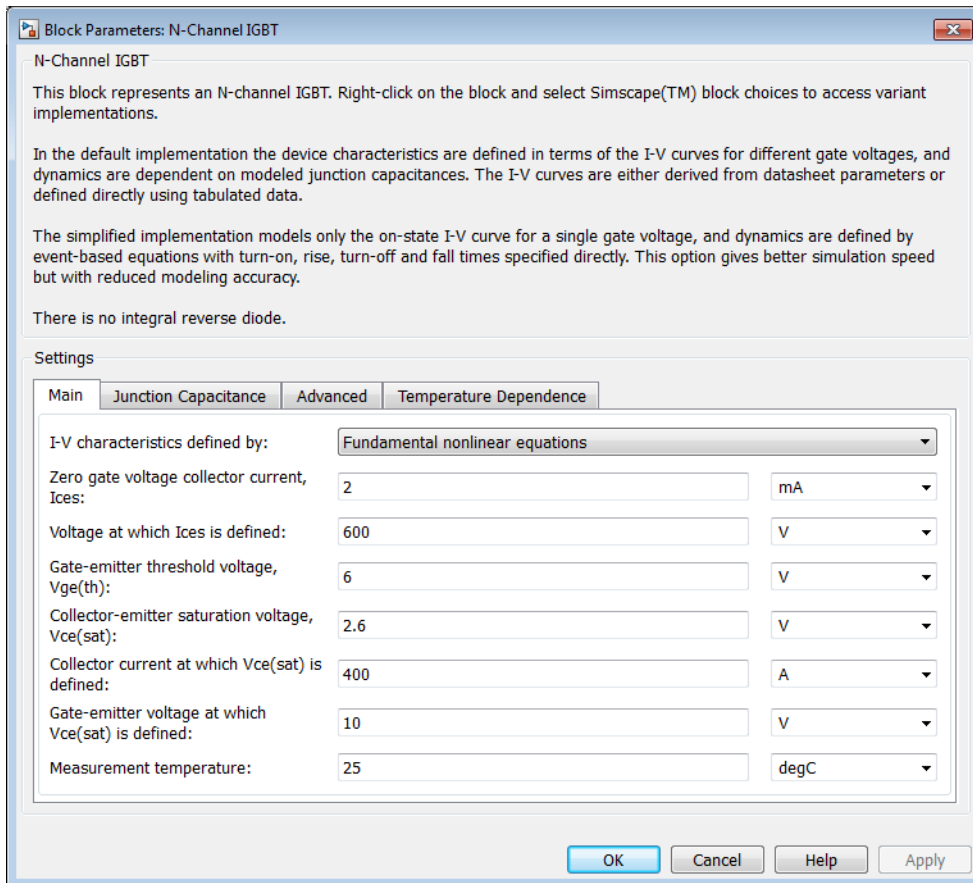 Block Parameters: N-Channel IGBT
N-Channel IGBT
This block represents an N-channel IGBT. Right-click on the block and select Simscape(TM) block choices to access variant
implementations.
In the default implementation the device characteristics are defined in terms of the I-V curves for different gate voltages, and
dynamics are dependent on modeled junction capacitances. The I-V curves are either derived from datasheet parameters or
defined directly using tabulated data.
The simplified implementation models only the on-state I-V curve for a single gate voltage, and dynamics are defined by
event-based equations with turn-on, rise, turn-off and fall times specified directly. This option gives better simulation speed
but with reduced modeling accuracy.
There is no integral reverse diode.
Settings
Main Junction Capacitance Advanced Temperature Dependence
I-V characteristics defined by: Fundamental nonlinear equations
Zero gate voltage collector current,
Ices: 2 mA
Voltage at which Ices is defined: 600 V
Gate-emitter threshold voltage,
Vge(th): 6 V
Collector-emitter saturation voltage,
Vce(sat): 2.6 V
Collector current at which Vce(sat) is
defined: 400 A
Gate-emitter voltage at which
Vce(sat) is defined: 10 V
Measurement temperature: 25 degC
OK Cancel Help Apply